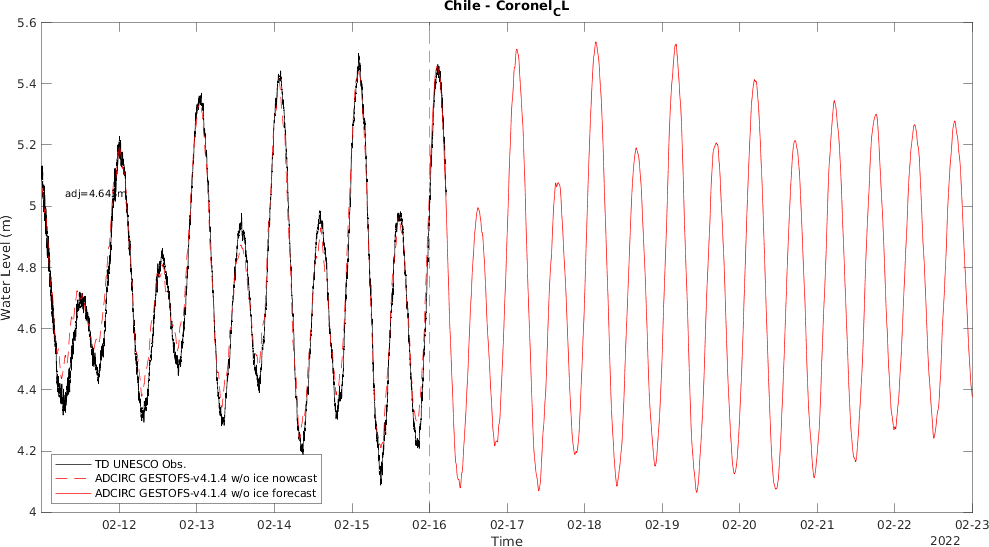 Chile - Coronel_CL
5.6
5.4
5.2
5
4.8
4.6
4.4
4.2
4
Water Level (m)
adj=4.645m
TD UNESCO Obs.
ADCIRC GESTOFS-v4.1.4 w/o ice nowcast
ADCIRC GESTOFS-v4.1.4 w/o ice forecast
02-12 02-13 02-14 02-15 02-16 02-17 02-18 02-19 02-20 02-21 02-22 02-23
Time
2022